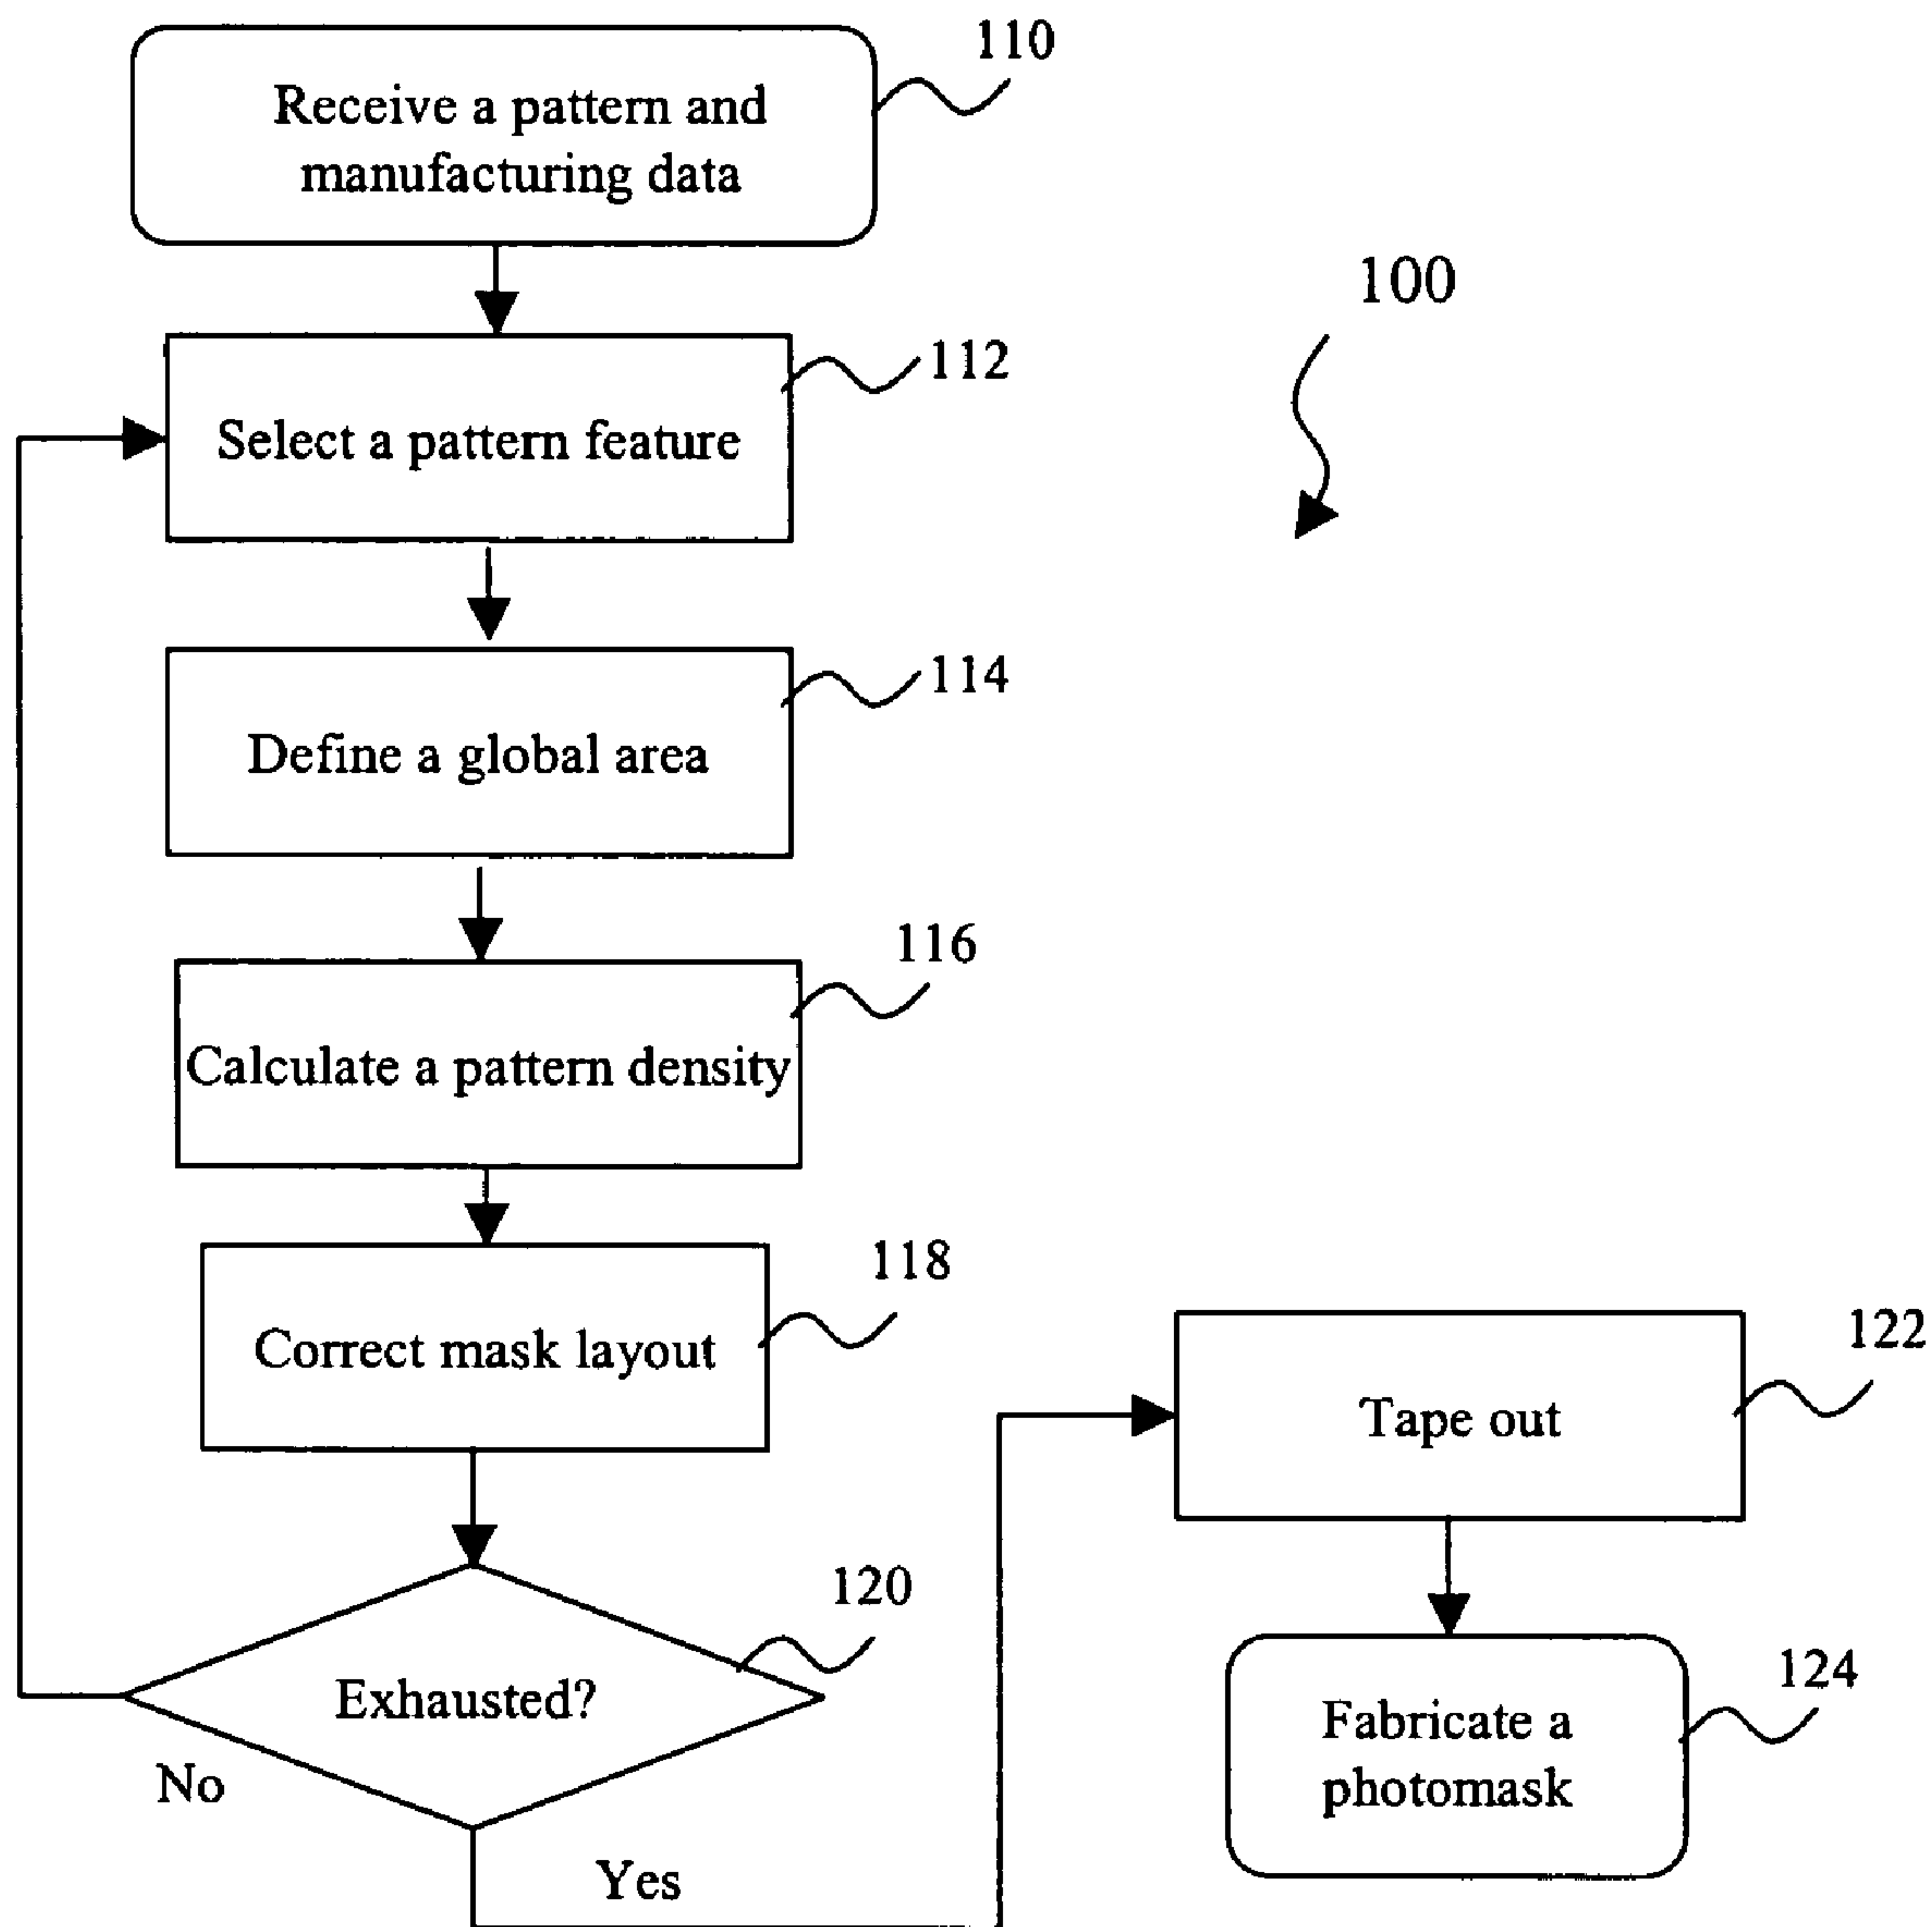 110
Receive a pattern and
manufacturing data
100
112
Select a pattern feature
114
Define a global area
116
Calculate a pattern density
118
Correct mask layout
122
Tape out
120
Exhausted?
No
Yes
124
Fabricate a
photomask